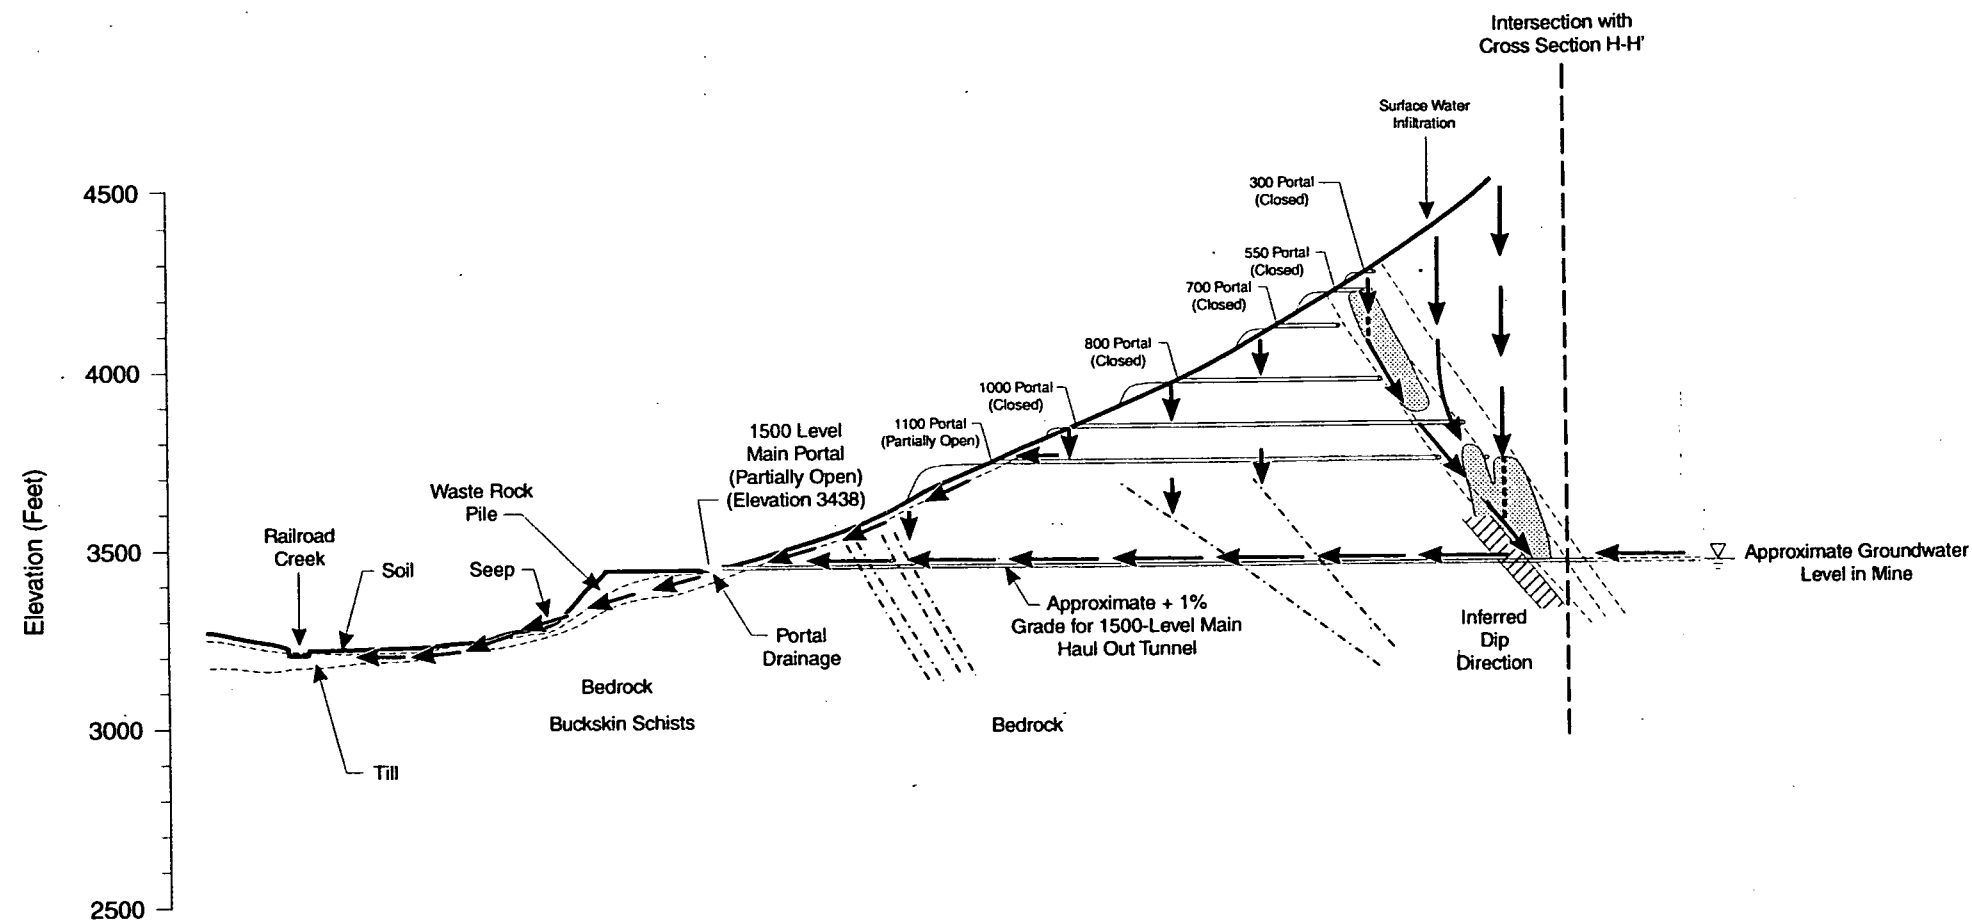 Intersection with
Cross Section H-H'
Surface Water
Infiltration
300 Portal
(Closed)
550 Portal
(Closed)
700 Portal
(Closed)
800 Portal
(Closed)
1000 Portal
(Closed)
1100 Portal
(Partially Open)
1500 Level
Main Portal
(Partially Open)
(Elevation 3438)
Waste Rock
Pile
Railroad
Creek
Soil
Seep
Approximate Groundwater
Level in Mine
Approximate + 1%
Grade for 1500-Level Main
Haul Out Tunnel
Inferred
Dip
Direction
Portal
Drainage
Bedrock
Buckskin Schists
Bedrock
Till
Elevation (Feet)
4500
4000
3500
3000
2500